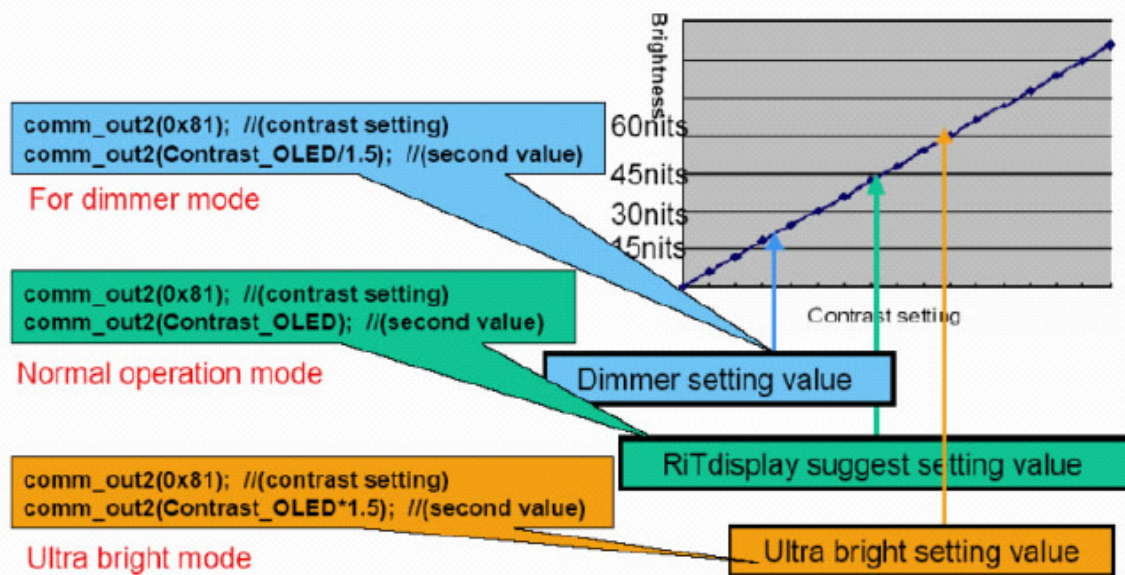 Brightness
comm_out2(0x81); //(contrast setting)
comm_out2(Contrast_OLED/1.5); //(second value)
For dimmer mode
60nits
45nits
30nits
15nits
Contrast setting
comm_out2(0x81); //(contrast setting)
comm_out2(Contrast_OLED); //(second value)
Normal operation mode
Dimmer setting value
RiTdisplay suggest setting value
comm_out2(0x81); //(contrast setting)
comm_out2(Contrast_OLED*1.5); //(second value)
Ultra bright mode
Ultra bright setting value